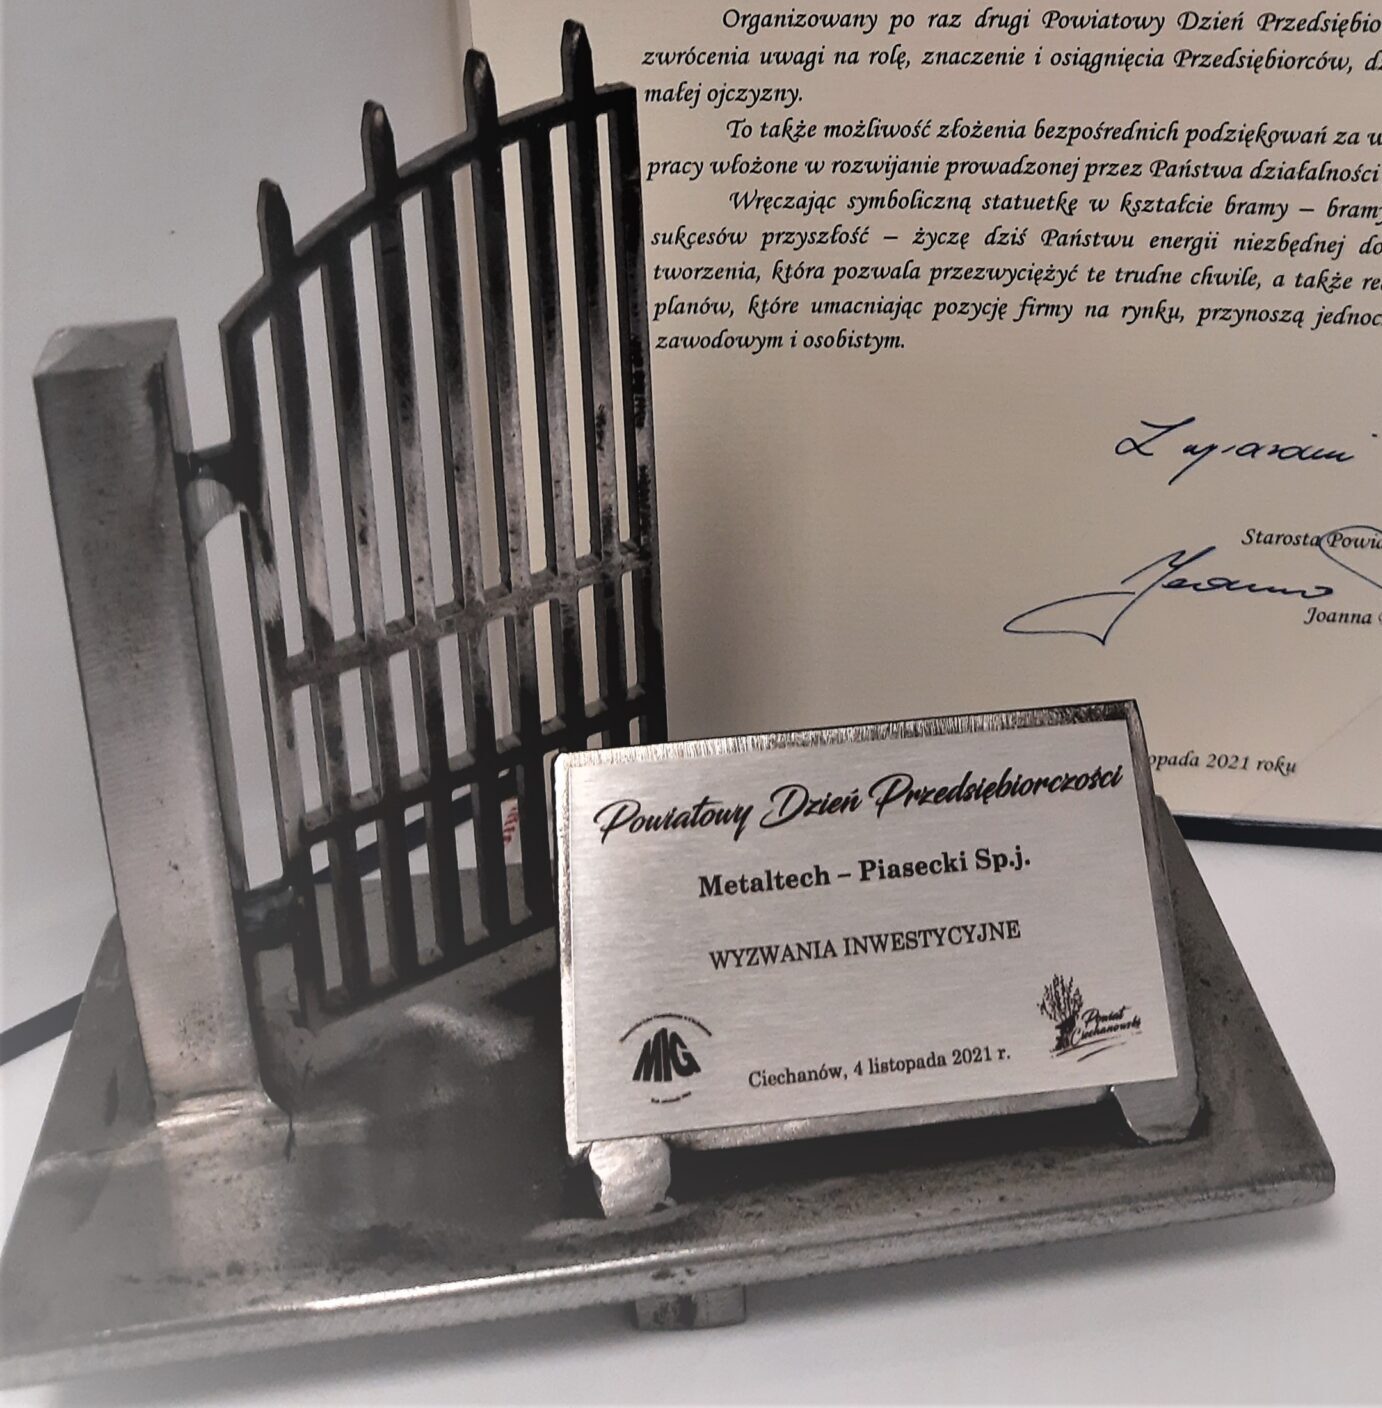 Organizowany po raz drugi Powiatowy Dzień
zwrócenia uwagi na rolę, znaczenie i osiągnięcia Przedsiębiorców,
małej ojczyzny.
To także możliwość złożenia bezpośrednich podziękowań za
pracy włożone w rozwijanie prowadzonej przez Państwa działalności
Wręczając symboliczną statuetkę w kształcie bramy –
sukcesów przyszłość – życzę dziś Państwu energii niezbędnej do
tworzenia, która pozwala przezwyciężyć te trudne chwile, a także
planów, które umacniając pozycję firmy na rynku, przynoszą
zawodowym i osobistym.
Starosta
Joanna
2021 roku
Powiatowy Dzień Przedsiębiorczości
Metaltech – Piasecki Sp.j.
WYZWANIA INWESTYCYJNE
MIG
Powiat
Ciechanowski
Ciechanów, 4 listopada 2021 r.